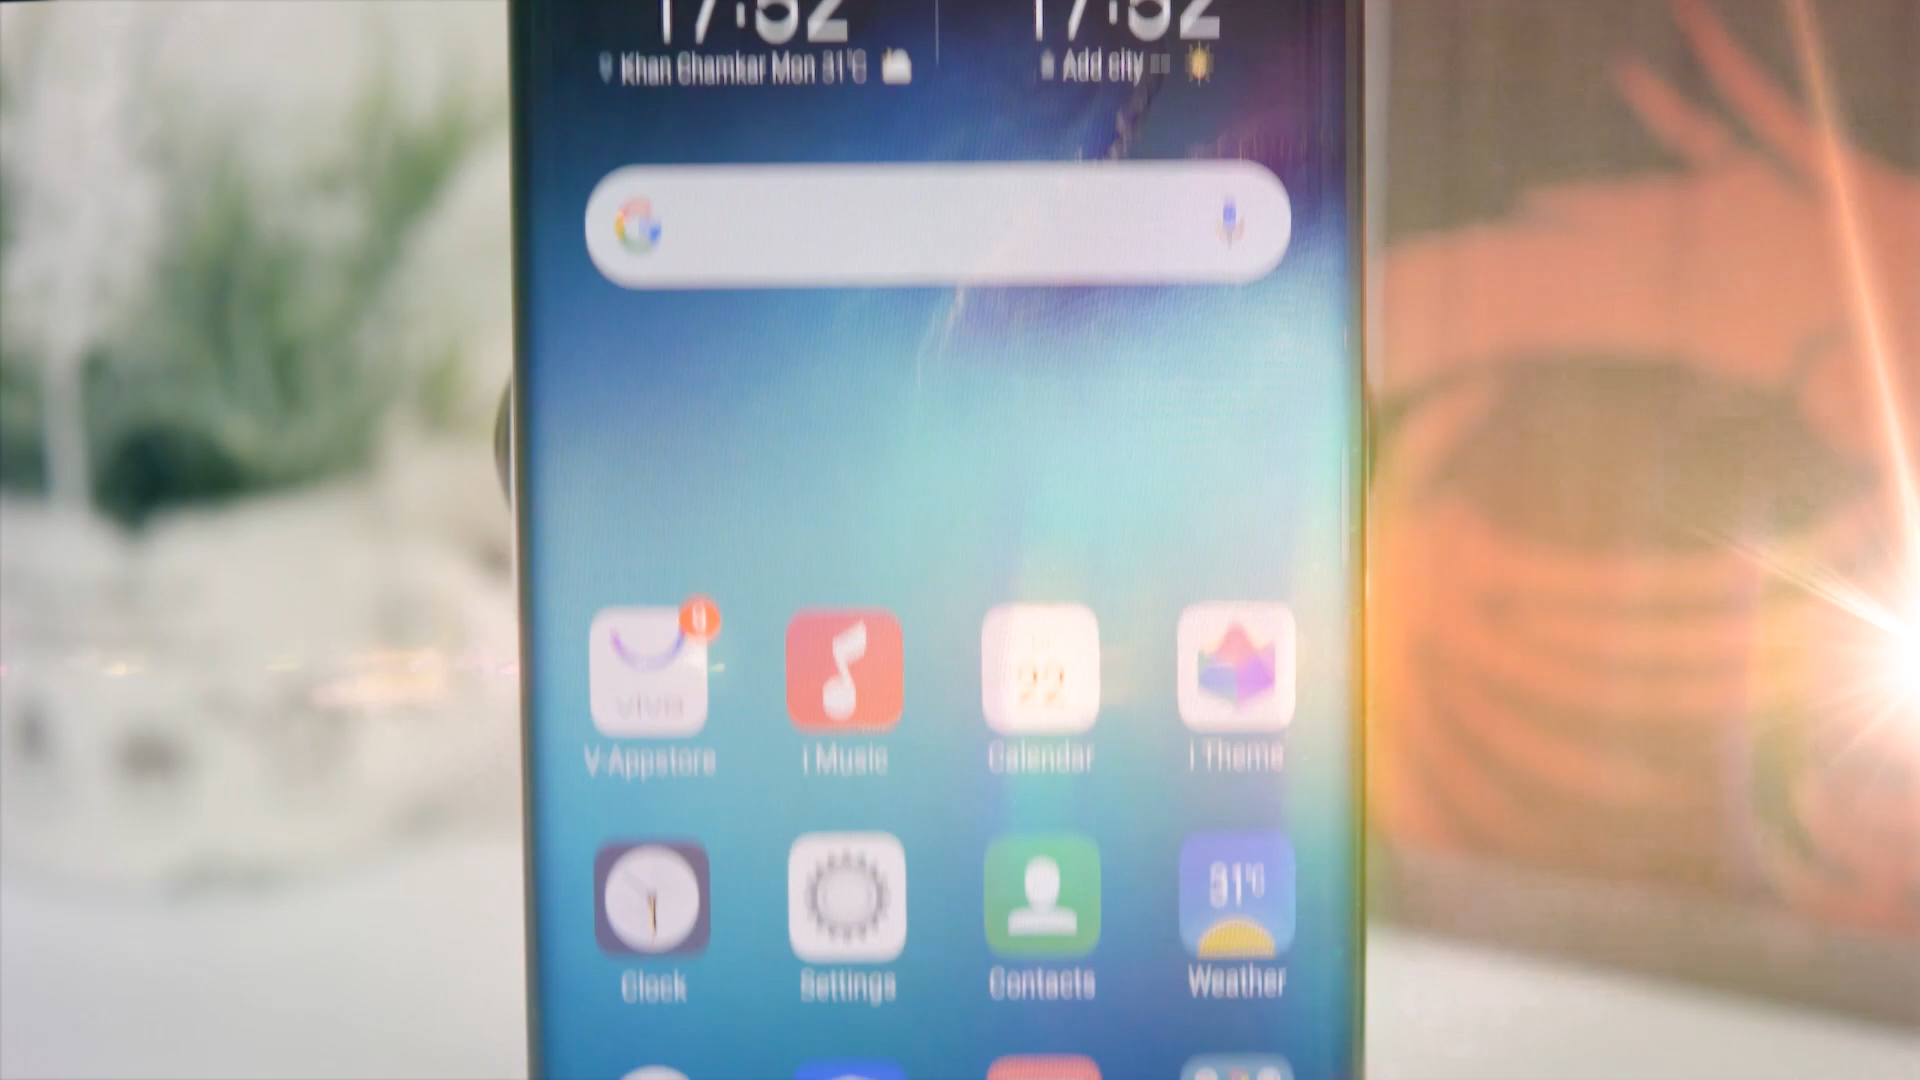 17:52 17:52
Khan Chamkar Mon 31°C Add city
vivo
22
V-Appstore i Music Calendar i Theme
31°C
Clock Settings Contacts Weather